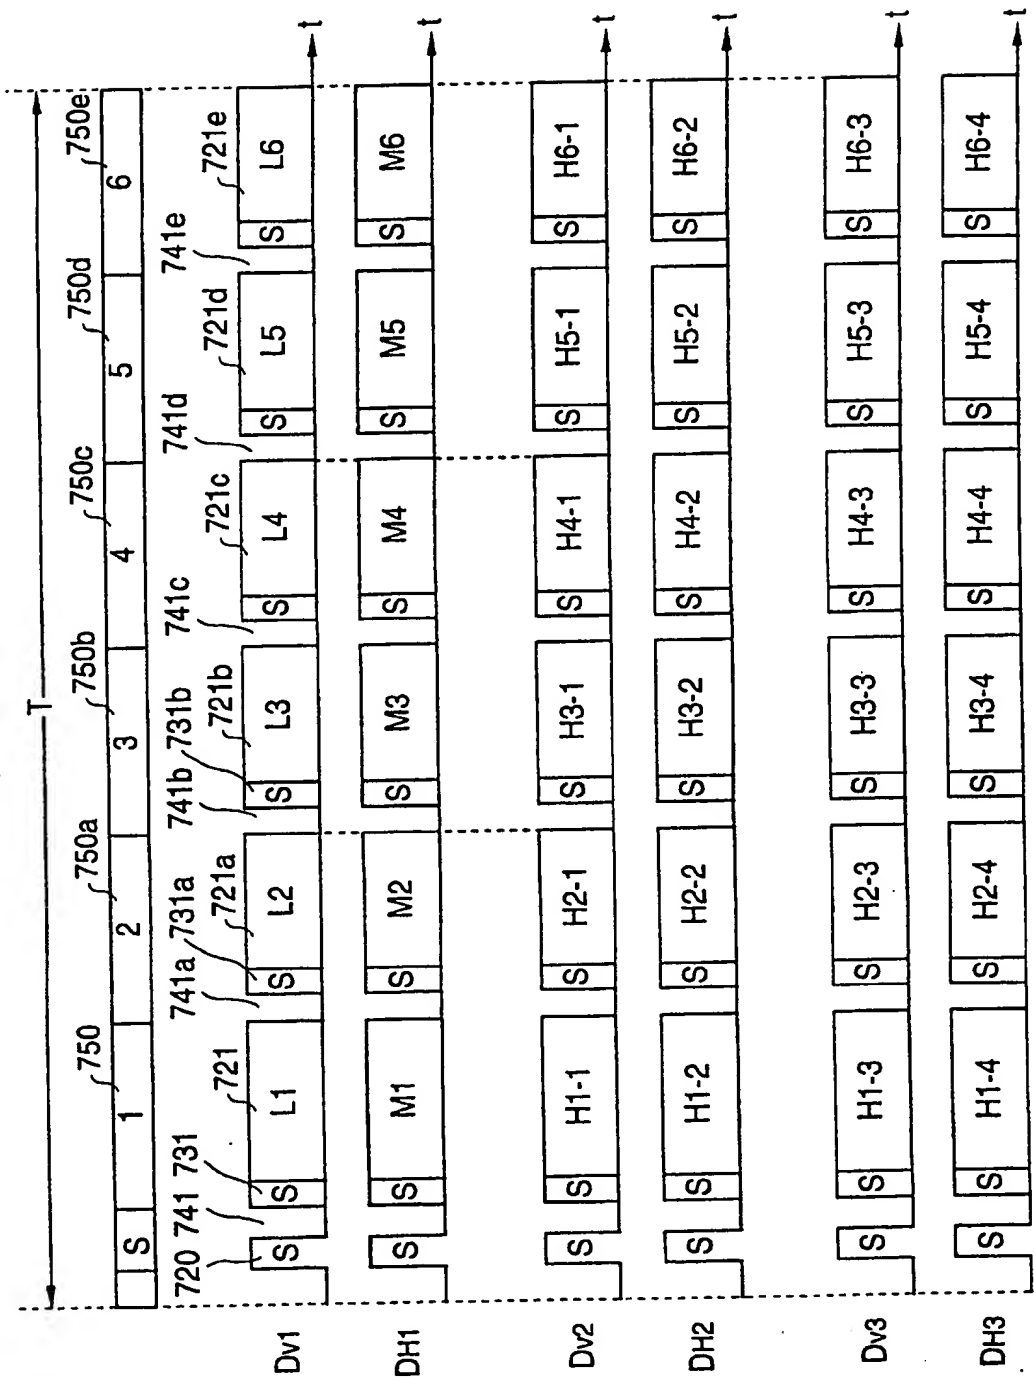 T
750 750a 750b 750c 750d 750e
S 1 2 3 4 5 6
720 741 731 721 741a 731a 721a 741b 731b 721b 741c 721c 741d 721d 741e 721e
Dv1 S S L1 S L2 S L3 S L4 S L5 S L6 t
DH1 S S M1 S M2 S M3 S M4 S M5 S M6 t
Dv2 S S H1-1 S H2-1 S H3-1 S H4-1 S H5-1 S H6-1 t
DH2 S S H1-2 S H2-2 S H3-2 S H4-2 S H5-2 S H6-2 t
Dv3 S S H1-3 S H2-3 S H3-3 S H4-3 S H5-3 S H6-3 t
DH3 S S H1-4 S H2-4 S H3-4 S H4-4 S H5-4 S H6-4 t